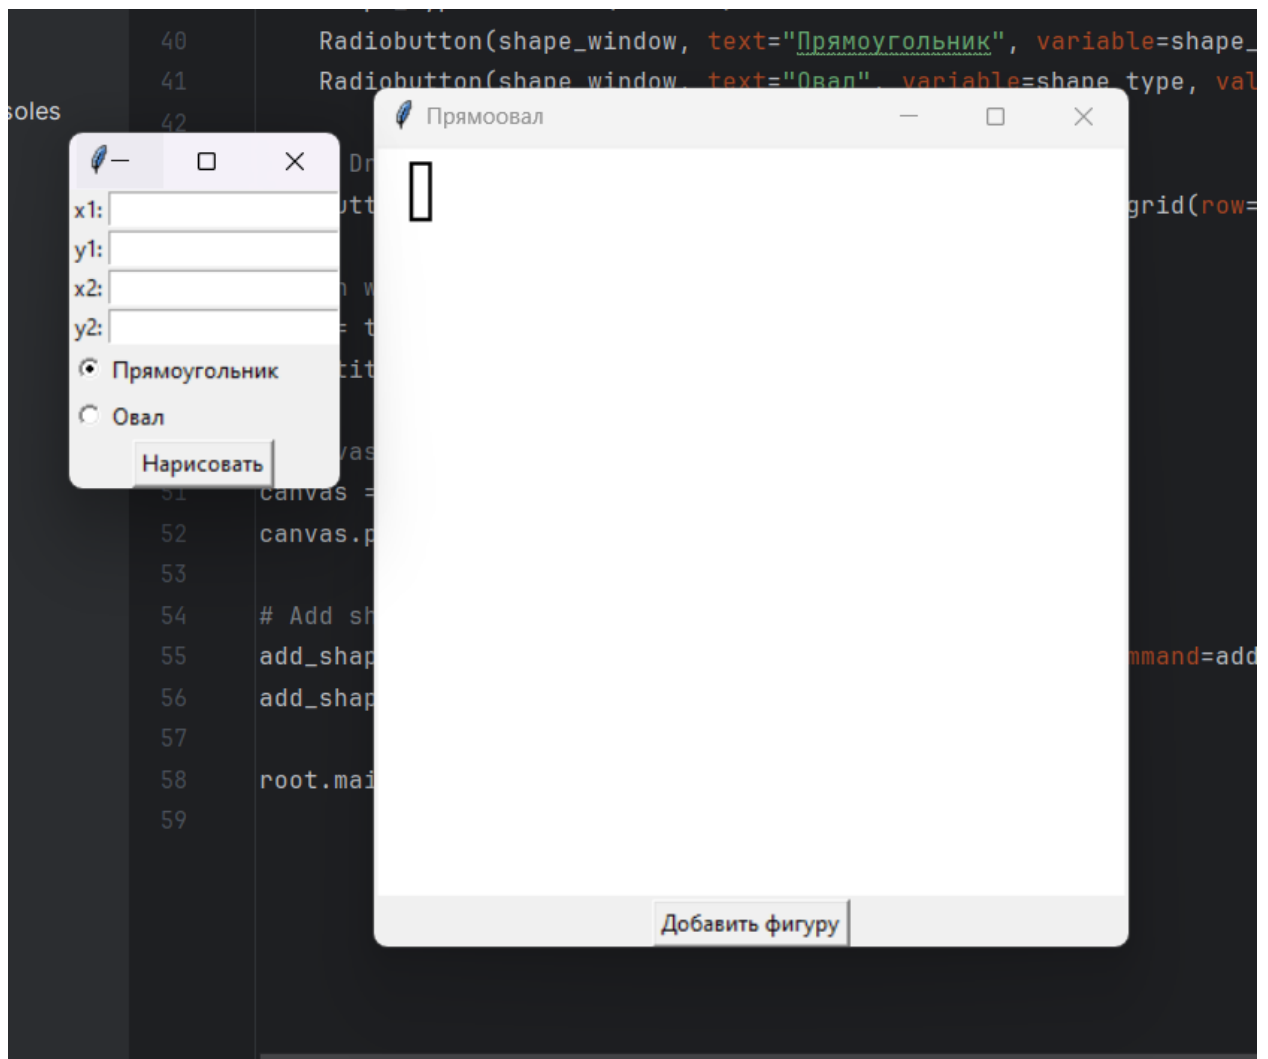 40 Radiobutton(shape_window, text="Прямоугольник", variable=shape_
41 Radiobutton(shape_window, text="Овал", variable=shape_type, val
soles
42
Прямоовал
x1:
y1:
x2:
y2:
Прямоугольник
Овал
Нарисовать
grid(row=
51 canvas =
52 canvas.p
53
54 # Add sh
55 add_shap mmand=add
56 add_shap
57
58 root.mai
59
Добавить фигуру